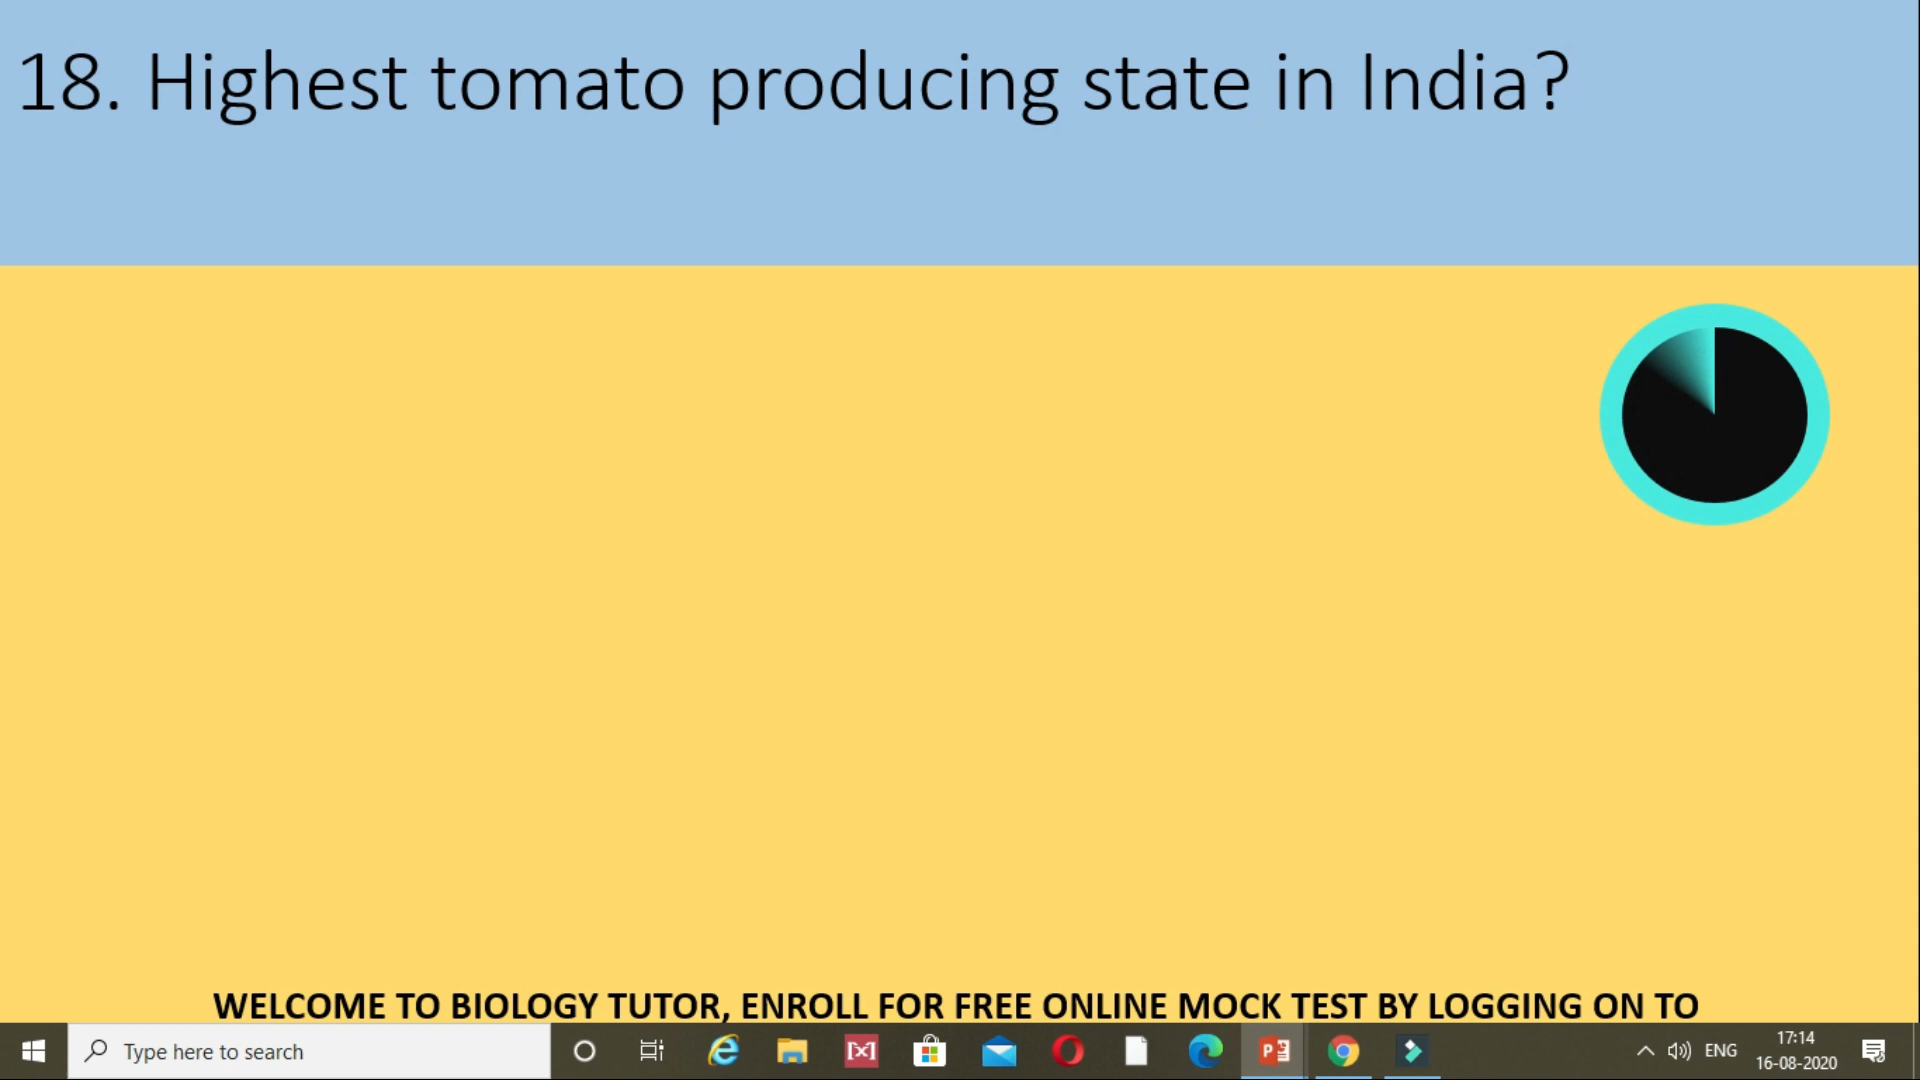 18. Highest tomato producing state in India?
WELCOME TO BIOLOGY TUTOR, ENROLL FOR FREE ONLINE MOCK TEST BY LOGGING ON TO
Type here to search
ENG
17:14
16-08-2020